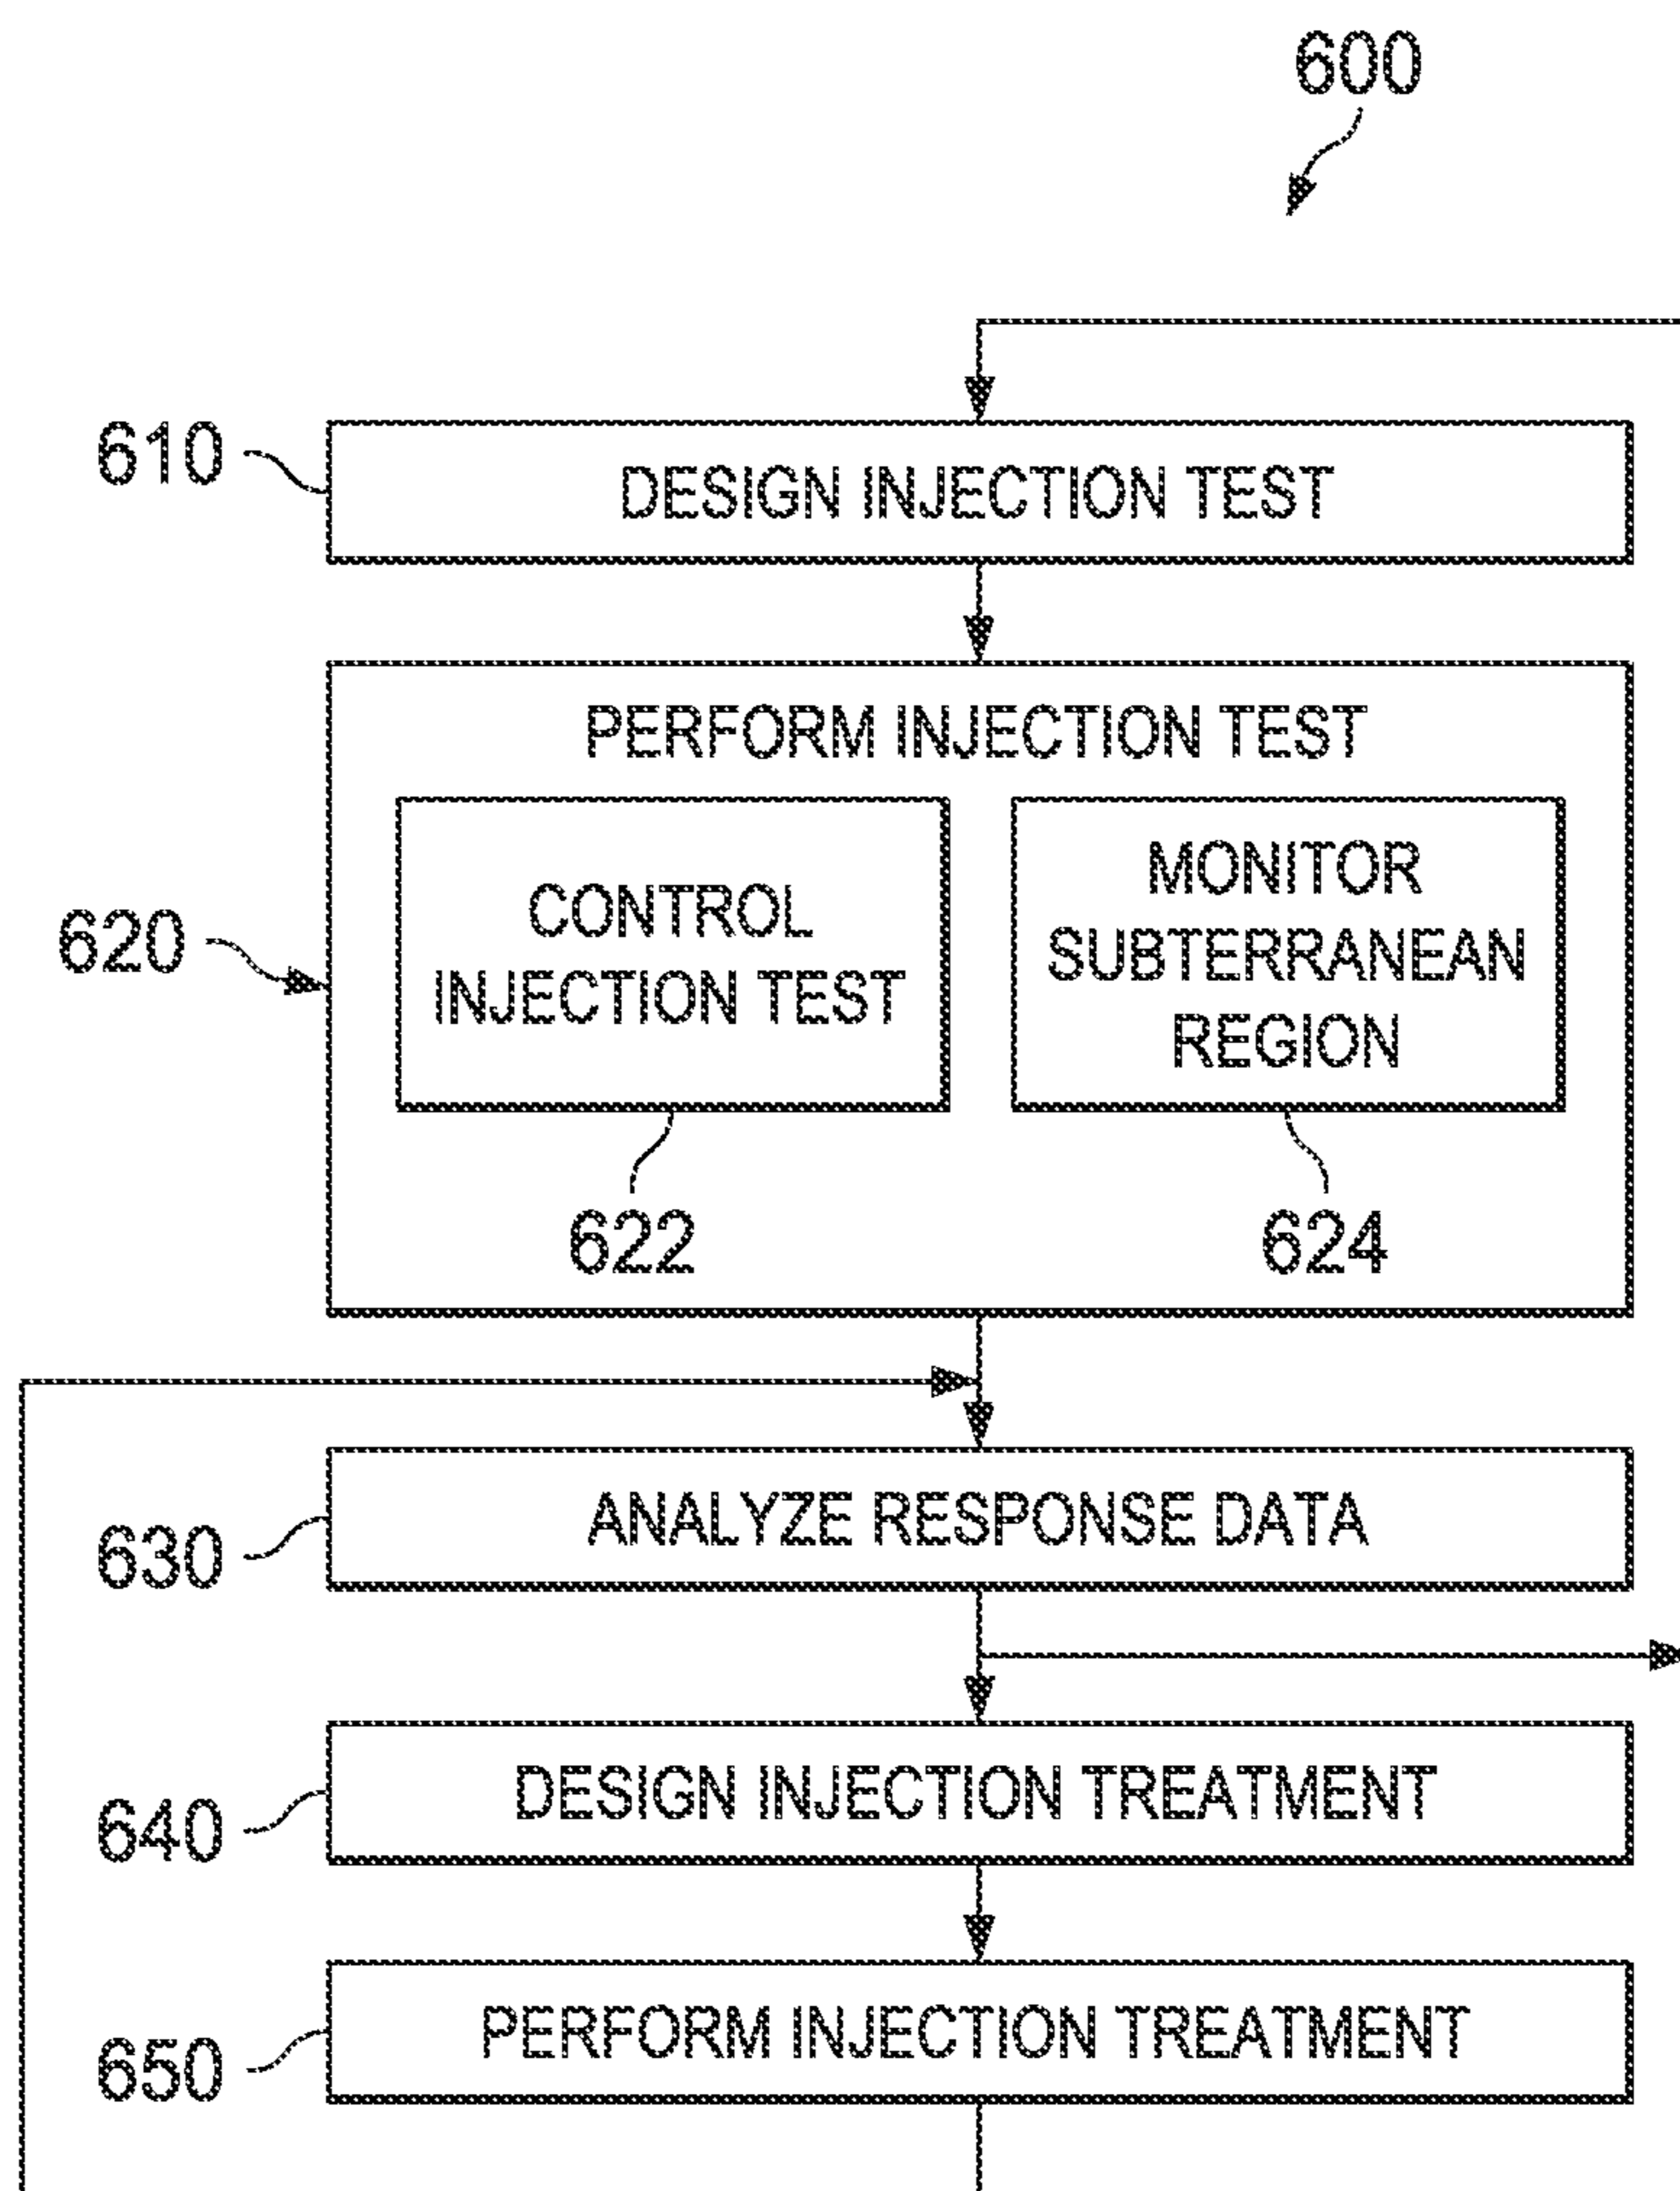 600
610
DESIGN INJECTION TEST
PERFORM INJECTION TEST
620
CONTROL
INJECTION TEST
MONITOR
SUBTERRANEAN
REGION
622
624
630
ANALYZE RESPONSE DATA
640
DESIGN INJECTION TREATMENT
650
PERFORM INJECTION TREATMENT